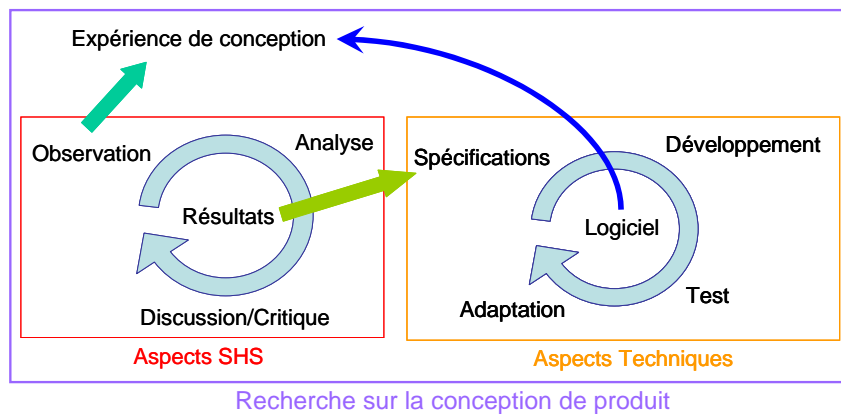 Expérience de conception
Observation
Analyse
Résultats
Discussion/Critique
Aspects SHS
Spécifications
Développement
Logiciel
Adaptation
Test
Aspects Techniques
Recherche sur la conception de produit